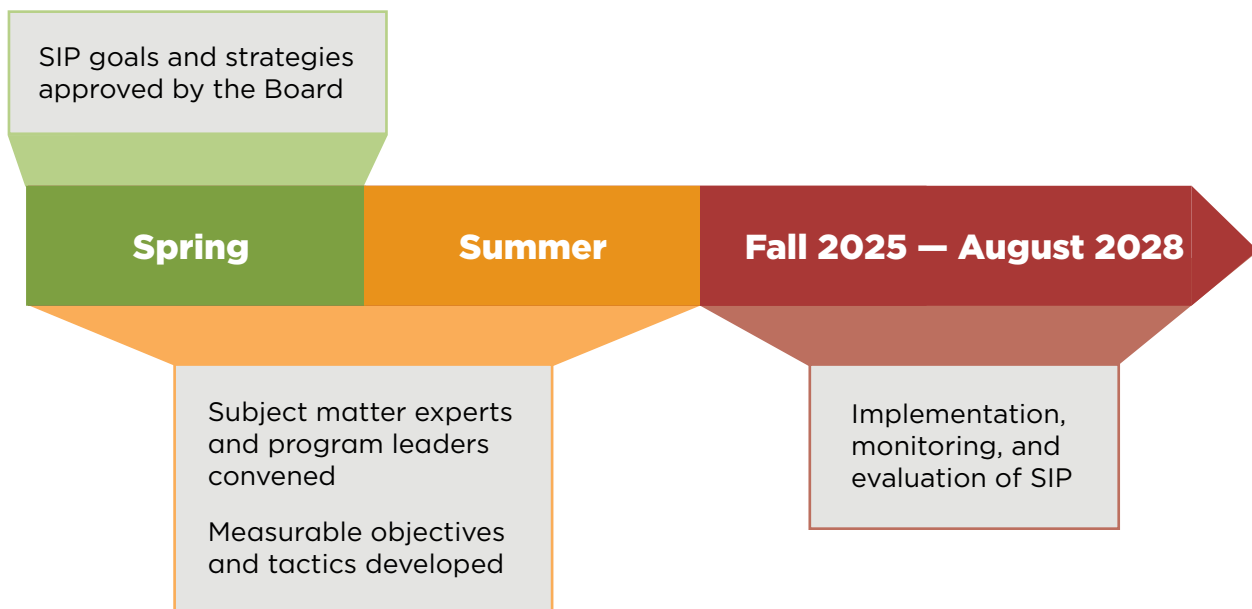 SIP goals and strategies
approved by the Board
Spring
Summer
Fall 2025 — August 2028
Subject matter experts
and program leaders
convened
Measurable objectives
and tactics developed
Implementation,
monitoring, and
evaluation of SIP